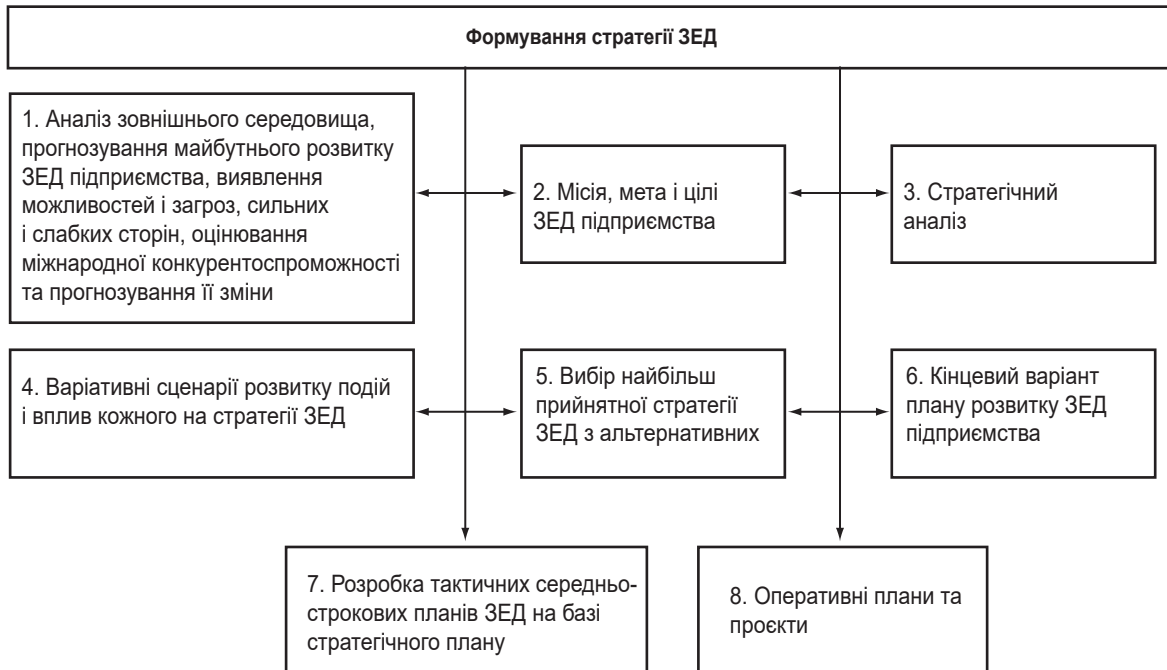 Формування стратегії ЗЕД
1. Аналіз зовнішнього середовища,
прогнозування майбутнього розвитку
ЗЕД підприємства, виявлення
можливостей і загроз, сильних
і слабких сторін, оцінювання
міжнародної конкурентоспроможності
та прогнозування її зміни
2. Місія, мета і цілі
ЗЕД підприємства
3. Стратегічний
аналіз
4. Варіативні сценарії розвитку подій
і вплив кожного на стратегії ЗЕД
5. Вибір найбільш
прийнятної стратегії
ЗЕД з альтернативних
6. Кінцевий варіант
плану розвитку ЗЕД
підприємства
7. Розробка тактичних середньо-
строкових планів ЗЕД на базі
стратегічного плану
8. Оперативні плани та
проєкти